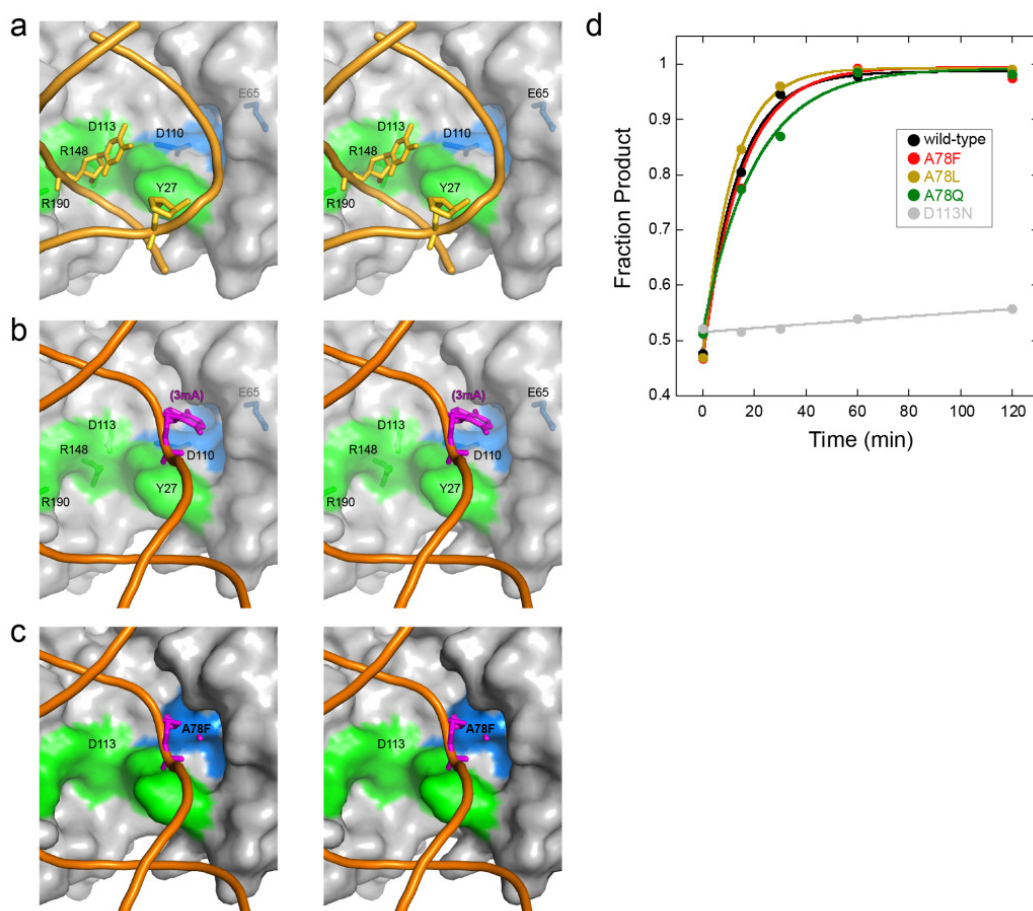 a
D113
D110
E65
R148
Y27
R190
D113
D110
E65
R148
Y27
R190
b
(3mA)
E65
D113
D110
R148
Y27
R190
(3mA)
E65
D113
D110
R148
Y27
R190
c
A78F
D113
A78F
D113
d
1
0.9
0.8
0.7
0.6
0.5
0.4
Fraction Product
wild-type
A78F
A78L
A78Q
D113N
0 20 40 60 80 100 120
Time (min)